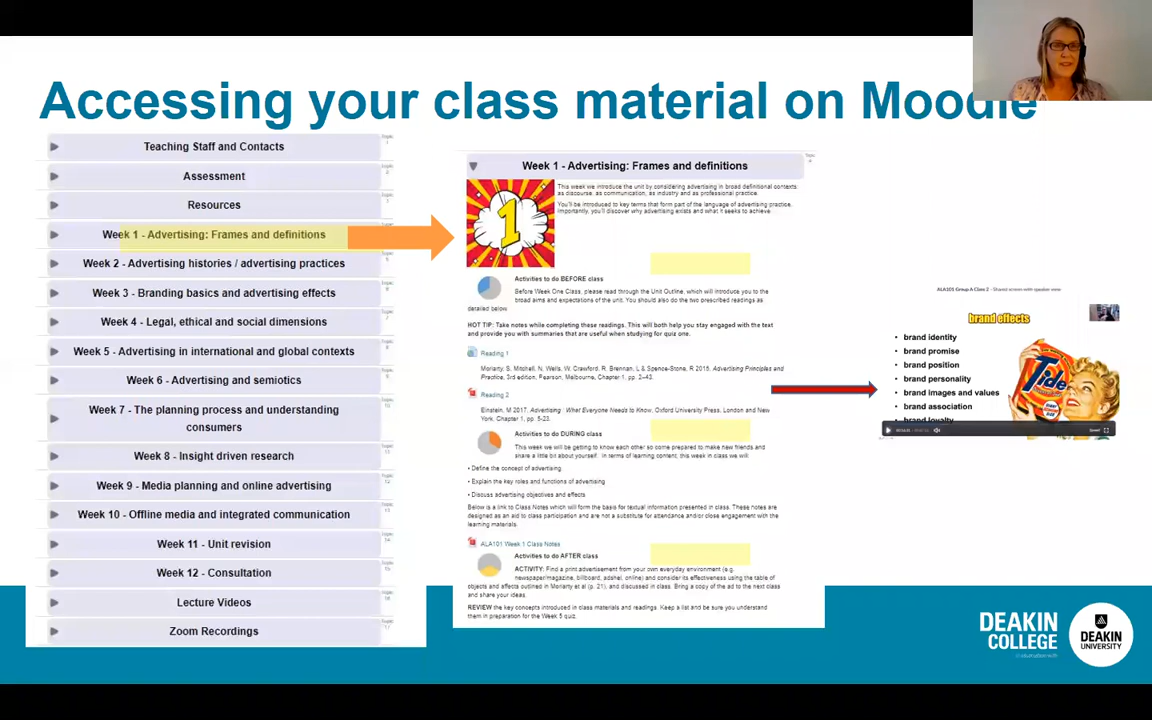 Accessing your class material on Moodle
Teaching Staff and Contacts
Assessment
Resources
Week 1 - Advertising: Frames and definitions
Week 2 - Advertising histories / advertising practices
Week 3 - Branding basics and advertising effects
Week 4 - Legal, ethical and social dimensions
Week 5 - Advertising in international and global contexts
Week 6 - Advertising and semiotics
Week 7 - The planning process and understanding
consumers
Week 8 - Insight driven research
Week 9 - Media planning and online advertising
Week 10 - Offline media and integrated communication
Week 11 - Unit revision
Week 12 - Consultation
Lecture Videos
Zoom Recordings
Week 1 - Advertising: Frames and definitions
1
This week we introduce the unit by considering advertising in broad definitional contexts:
as discourse, as communication, as industry and as professional practice.
You'll be introduced to key terms that form part of the language of advertising practice.
Importantly, you'll discover why advertising exists and what it seeks to achieve.
Activities to do BEFORE class
Before Week One Class, please read through the Unit Outline, which will introduce you to the
broad aims and expectations of the unit. You should also do the two prescribed readings as
detailed below
HOT TIP: Take notes while completing these readings. This will both help you stay engaged with the text
and provide you with summaries that are useful when studying for quiz one.
Reading 1
Moriarty, S, Mitchell, N, Wells, W, Crawford, R, Brennan, L & Spence-Stone, R 2015, Advertising Principles and
Practice, 3rd edition, Pearson, Melbourne, Chapter 1, pp. 2-43.
Reading 2
Einstein, M 2017, Advertising: What Everyone Needs to Know, Oxford University Press, London and New
York, Chapter 1, pp. 5-23.
Activities to do DURING class
This week we will be getting to know each other so come prepared to make new friends and
share a little bit about yourself. In terms of learning content, this week in class we will:
• Define the concept of advertising
• Explain the key roles and functions of advertising
• Discuss advertising objectives and effects
Below is a link to Class Notes which will form the basis for textual information presented in class. These notes are
designed as an aid to class participation and are not a substitute for attendance and/or close engagement with the
learning materials.
ALA101 Week 1 Class Notes
Activities to do AFTER class
ACTIVITY: Find a print advertisement from your own everyday environment (e.g.
newspaper/magazine, billboard, adshel, online) and consider its effectiveness using the table of
objects and affects outlined in Moriarty et al (p. 21), and discussed in class. Bring a copy of the ad to the next class
and share your ideas.
REVIEW the key concepts introduced in class materials and readings. Keep a list and be sure you understand
them in preparation for the Week 5 quiz.
ALA101 Group A Class 2 - Shared screen with speaker view
brand effects
• brand identity
• brand promise
• brand position
• brand personality
• brand images and values
• brand association
• brand loyalty
Tide
DEAKIN
COLLEGE
DEAKIN
UNIVERSITY